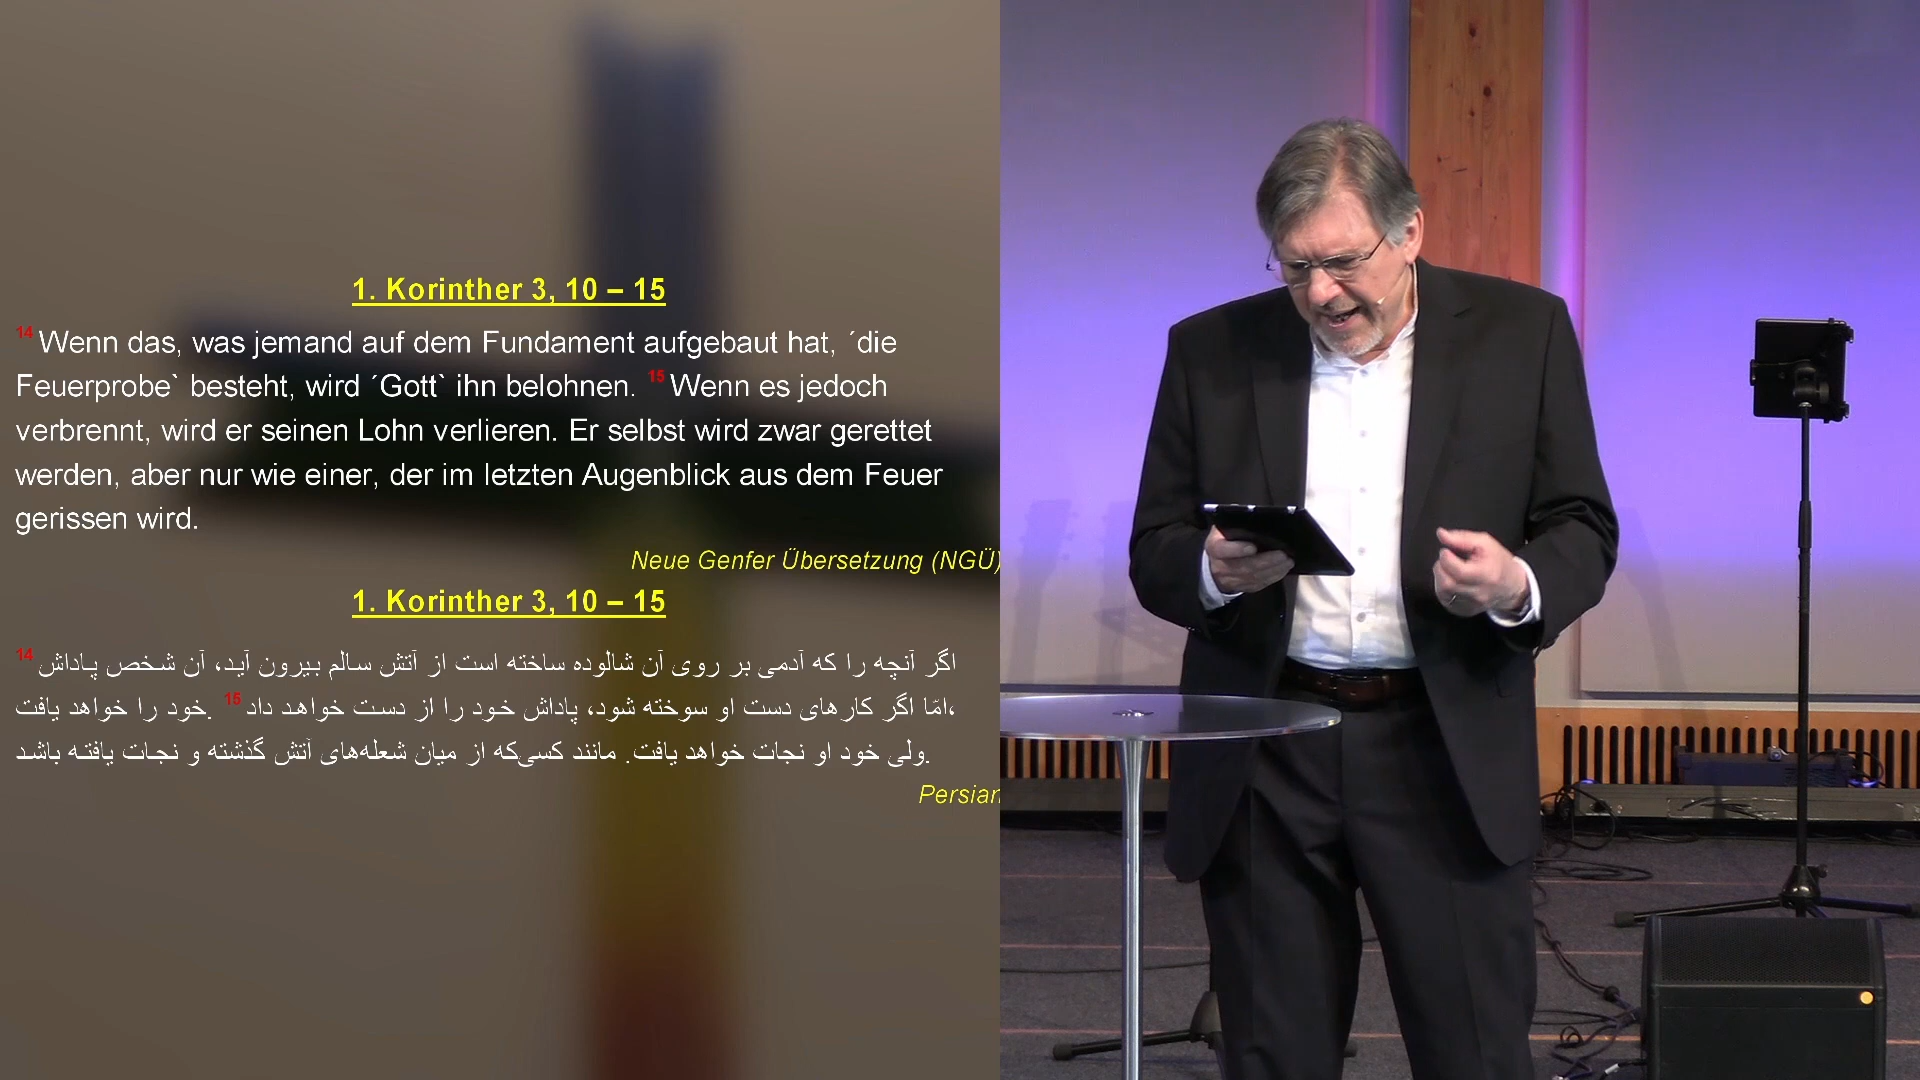 1. Korinther 3, 10 – 15
14 Wenn das, was jemand auf dem Fundament aufgebaut hat, ´die
Feuerprobe` besteht, wird ´Gott` ihn belohnen. 15 Wenn es jedoch
verbrennt, wird er seinen Lohn verlieren. Er selbst wird zwar gerettet
werden, aber nur wie einer, der im letzten Augenblick aus dem Feuer
gerissen wird.
Neue Genfer Übersetzung (NGÜ)
1. Korinther 3, 10 – 15
14 اگر آنچه را که آدمی بر روی آن شالوده ساخته است از آتش سالم بیرون آید، آن شخص پاداش
خود را خواهد یافت. 15 امّا اگر کارهای دست او سوخته شود، پاداش خود را از دست خواهد داد،
ولی خود او نجات خواهد یافت. مانند کسی‌که از میان شعله‌های آتش گذشته و نجات یافته باشد.
Persian